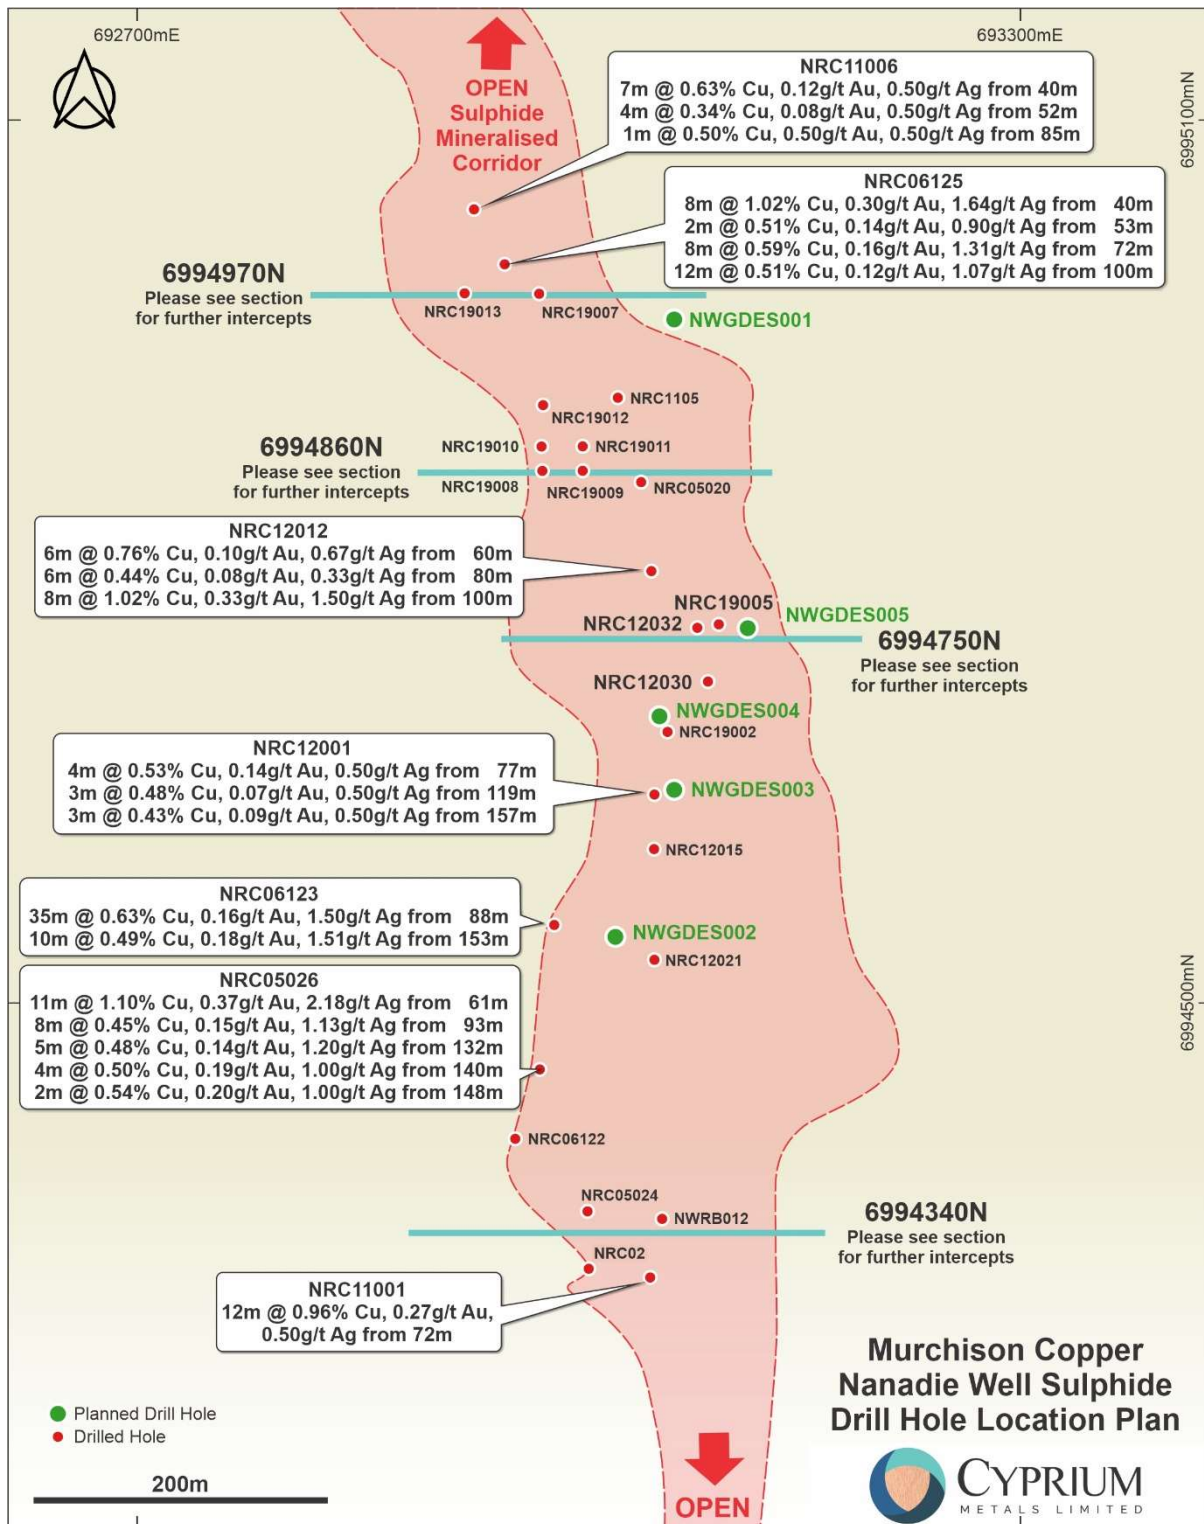 692700mE
693300mE
6995100mN
6994500mN
OPEN
Sulphide
Mineralised
Corridor
NRC11006
7m @ 0.63% Cu, 0.12g/t Au, 0.50g/t Ag from 40m
4m @ 0.34% Cu, 0.08g/t Au, 0.50g/t Ag from 52m
1m @ 0.50% Cu, 0.50g/t Au, 0.50g/t Ag from 85m
NRC06125
8m @ 1.02% Cu, 0.30g/t Au, 1.64g/t Ag from 40m
2m @ 0.51% Cu, 0.14g/t Au, 0.90g/t Ag from 53m
8m @ 0.59% Cu, 0.16g/t Au, 1.31g/t Ag from 72m
12m @ 0.51% Cu, 0.12g/t Au, 1.07g/t Ag from 100m
6994970N
Please see section
for further intercepts
NRC19013
NRC19007
NWGDES001
NRC1105
NRC19012
6994860N
Please see section
for further intercepts
NRC19010
NRC19011
NRC19008
NRC19009
NRC05020
NRC12012
6m @ 0.76% Cu, 0.10g/t Au, 0.67g/t Ag from 60m
6m @ 0.44% Cu, 0.08g/t Au, 0.33g/t Ag from 80m
8m @ 1.02% Cu, 0.33g/t Au, 1.50g/t Ag from 100m
NRC19005
NRC12032
NWGDES005
6994750N
Please see section
for further intercepts
NRC12030
NWGDES004
NRC19002
NRC12001
4m @ 0.53% Cu, 0.14g/t Au, 0.50g/t Ag from 77m
3m @ 0.48% Cu, 0.07g/t Au, 0.50g/t Ag from 119m
3m @ 0.43% Cu, 0.09g/t Au, 0.50g/t Ag from 157m
NWGDES003
NRC12015
NRC06123
35m @ 0.63% Cu, 0.16g/t Au, 1.50g/t Ag from 88m
10m @ 0.49% Cu, 0.18g/t Au, 1.51g/t Ag from 153m
NWGDES002
NRC12021
NRC05026
11m @ 1.10% Cu, 0.37g/t Au, 2.18g/t Ag from 61m
8m @ 0.45% Cu, 0.15g/t Au, 1.13g/t Ag from 93m
5m @ 0.48% Cu, 0.14g/t Au, 1.20g/t Ag from 132m
4m @ 0.50% Cu, 0.19g/t Au, 1.00g/t Ag from 140m
2m @ 0.54% Cu, 0.20g/t Au, 1.00g/t Ag from 148m
NRC06122
NRC05024
NWRB012
6994340N
Please see section
for further intercepts
NRC02
NRC11001
12m @ 0.96% Cu, 0.27g/t Au,
0.50g/t Ag from 72m
Murchison Copper
Nanadie Well Sulphide
Drill Hole Location Plan
Planned Drill Hole
Drilled Hole
200m
OPEN
CYPRIUM
METALS LIMITED